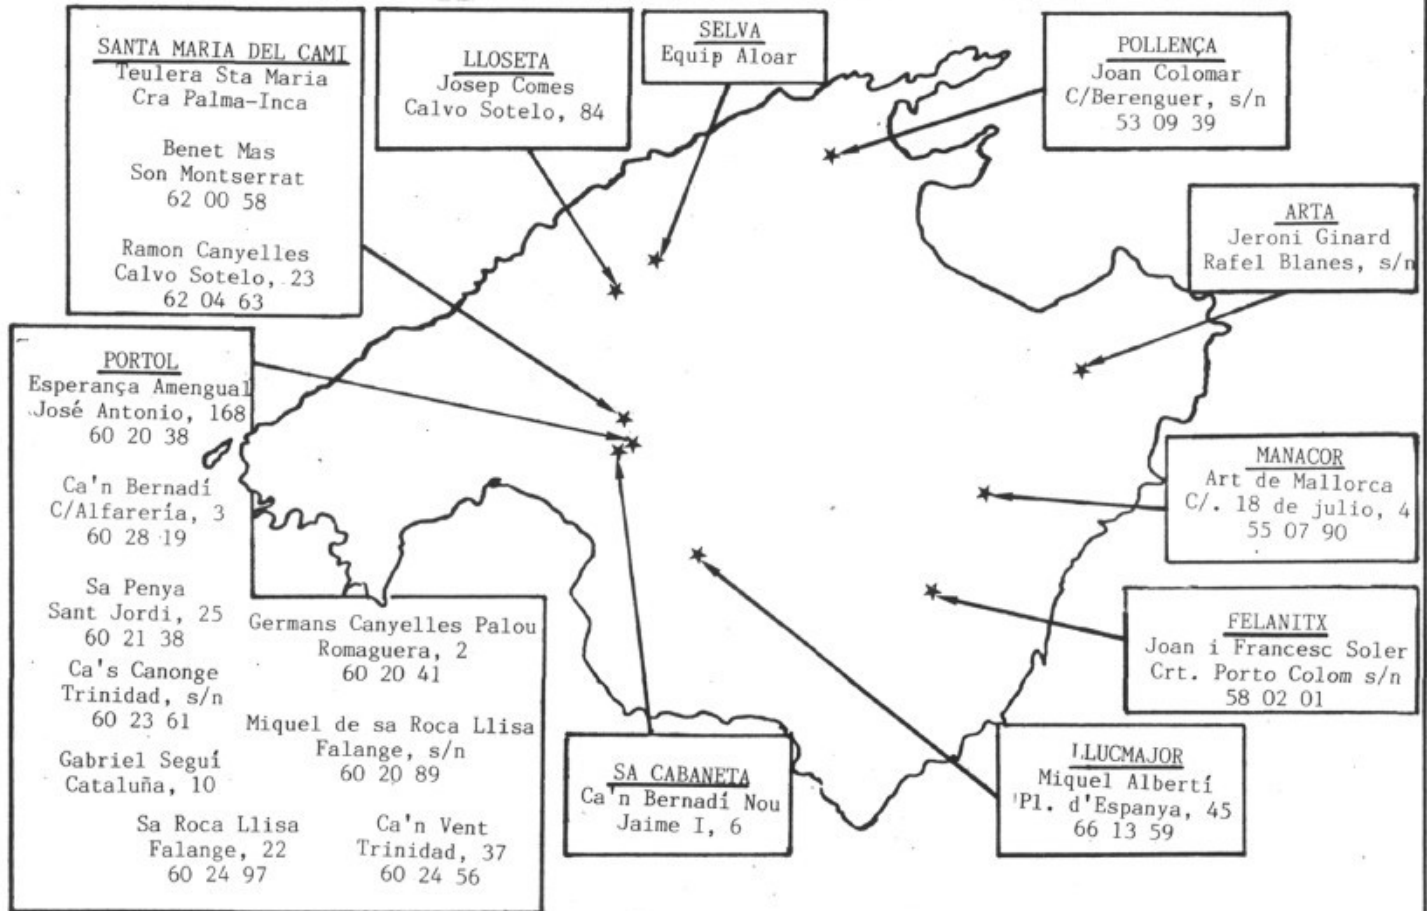 SANTA MARIA DEL CAMI
Teulera Sta Maria
Cra Palma-Inca
Benet Mas
Son Montserrat
62 00 58
Ramon Canyelles
Calvo Sotelo, 23
62 04 63
LLOSETA
Josep Comes
Calvo Sotelo, 84
SELVA
Equip Aloar
POLLENÇA
Joan Colomar
C/Berenguer, s/n
53 09 39
ARTA
Jeroni Ginard
Rafel Blanes, s/n
PORTOL
Esperança Amengual
José Antonio, 168
60 20 38
Ca'n Bernadí
C/Alfarería, 3
60 28 19
Sa Penya
Sant Jordi, 25
60 21 38
Ca's Canonge
Trinidad, s/n
60 23 61
Gabriel Seguí
Cataluña, 10
Sa Roca Llisa
Falange, 22
60 24 97
Germans Canyelles Palou
Romaguera, 2
60 20 41
Miquel de sa Roca Llisa
Falange, s/n
60 20 89
Ca'n Vent
Trinidad, 37
60 24 56
MANACOR
Art de Mallorca
C/. 18 de julio, 4
55 07 90
FELANITX
Joan i Francesc Soler
Crt. Porto Colom s/n
58 02 01
SA CABANETA
Ca'n Bernadí Nou
Jaime I, 6
LLUCMAJOR
Miquel Albertí
Pl. d'Espanya, 45
66 13 59